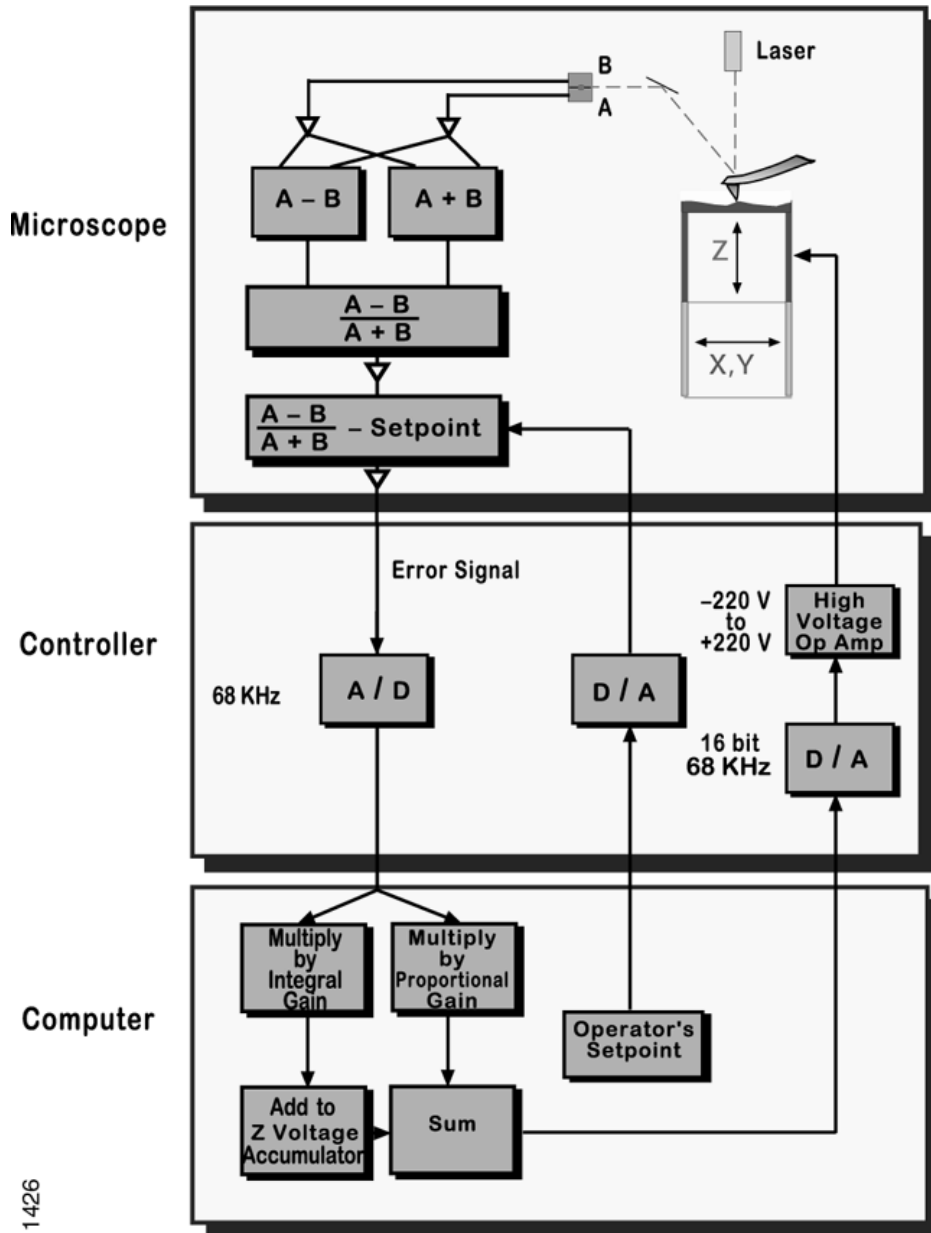 Microscope
B
A
Laser
A – B
A + B
A – B
A + B
A – B
A + B
– Setpoint
Z
X,Y
Controller
Error Signal
68 KHz
A / D
D / A
–220 V
to
+220 V
High
Voltage
Op Amp
16 bit
68 KHz
D / A
Computer
Multiply
by
Integral
Gain
Multiply
by
Proportional
Gain
Operator's
Setpoint
Add to
Z Voltage
Accumulator
Sum
1426